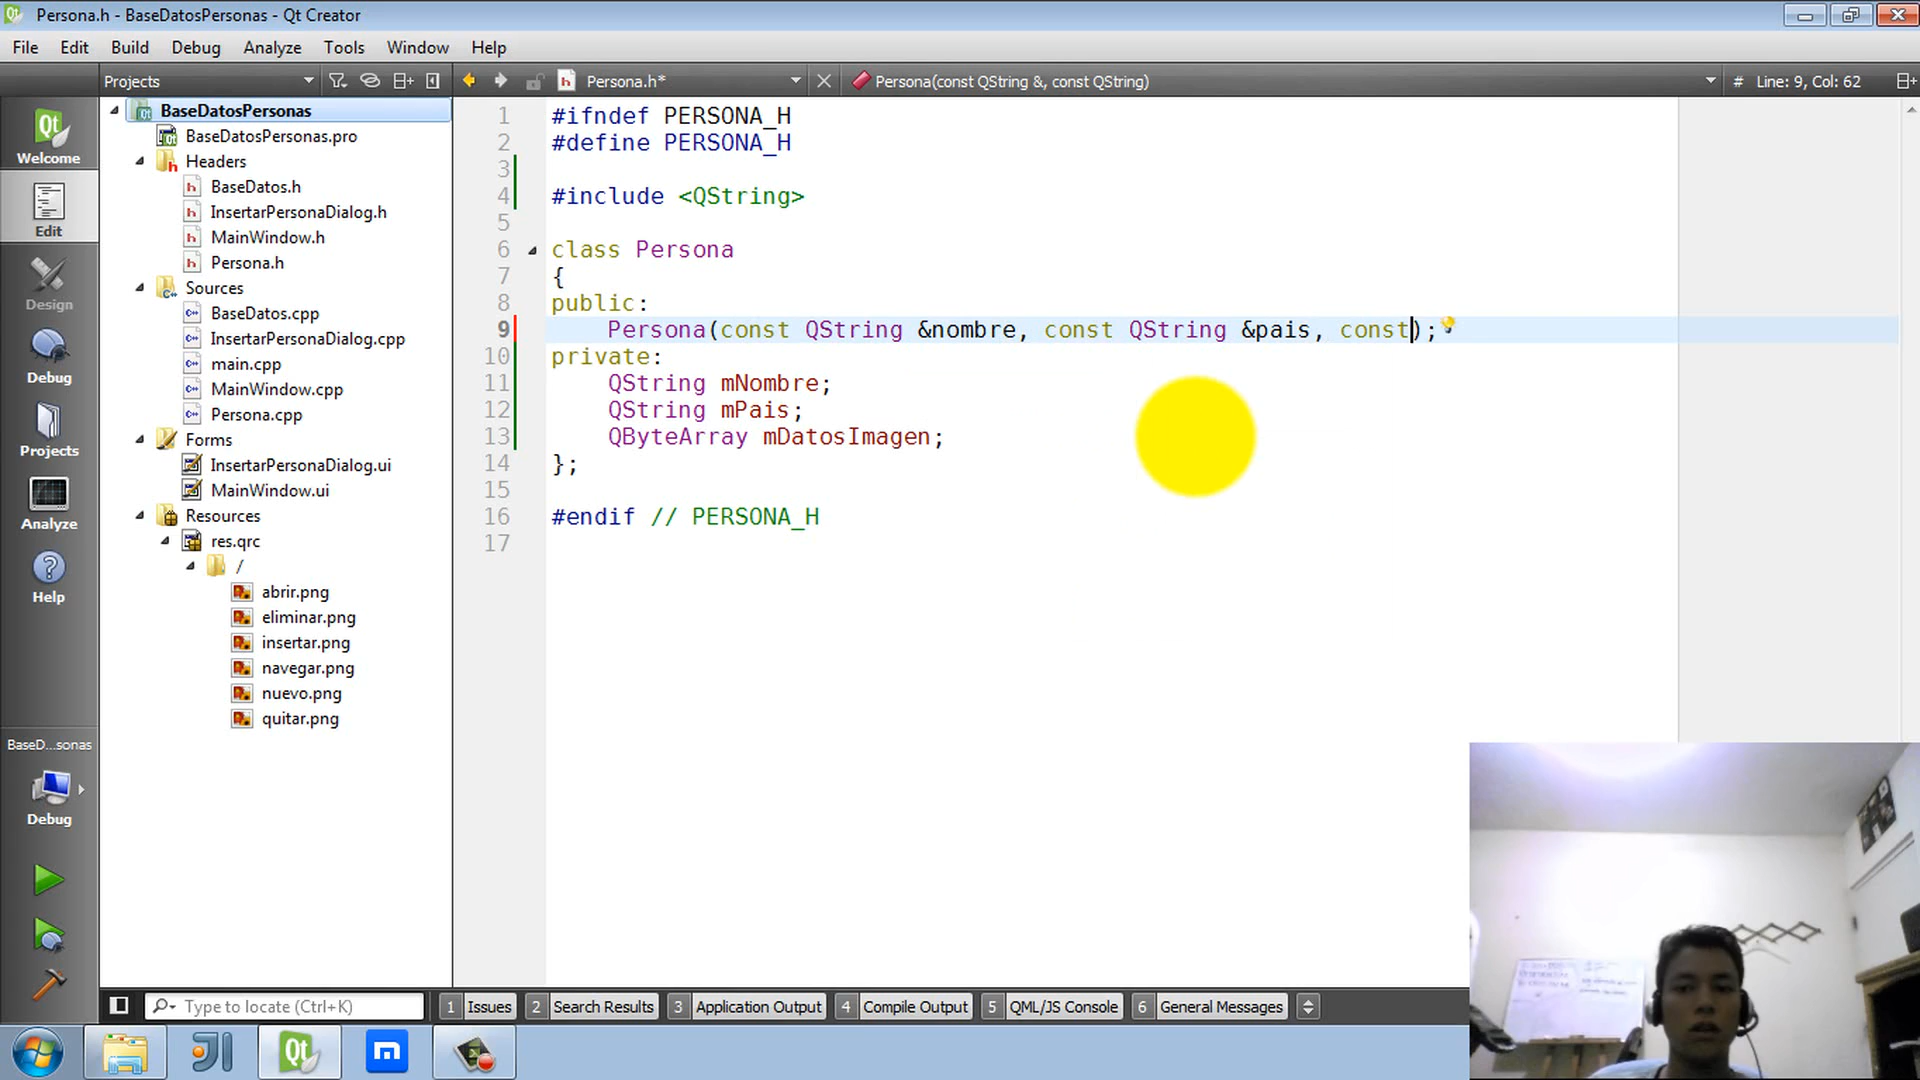 Persona.h - BaseDatosPersonas - Qt Creator
File Edit Build Debug Analyze Tools Window Help
Projects
Persona.h*
Persona(const QString &, const QString)
# Line: 9, Col: 62
Welcome
Edit
Design
Debug
Projects
Analyze
Help
BaseD...sonas
Debug
BaseDatosPersonas
BaseDatosPersonas.pro
Headers
BaseDatos.h
InsertarPersonaDialog.h
MainWindow.h
Persona.h
Sources
BaseDatos.cpp
InsertarPersonaDialog.cpp
main.cpp
MainWindow.cpp
Persona.cpp
Forms
InsertarPersonaDialog.ui
MainWindow.ui
Resources
res.qrc
/
abrir.png
eliminar.png
insertar.png
navegar.png
nuevo.png
quitar.png
1 #ifndef PERSONA_H
2 #define PERSONA_H
3
4 #include <QString>
5
6 class Persona
7 {
8 public:
9 Persona(const QString &nombre, const QString &pais, const);
10 private:
11 QString mNombre;
12 QString mPais;
13 QByteArray mDatosImagen;
14 };
15
16 #endif // PERSONA_H
17
Type to locate (Ctrl+K)
1 Issues 2 Search Results 3 Application Output 4 Compile Output 5 QML/JS Console 6 General Messages